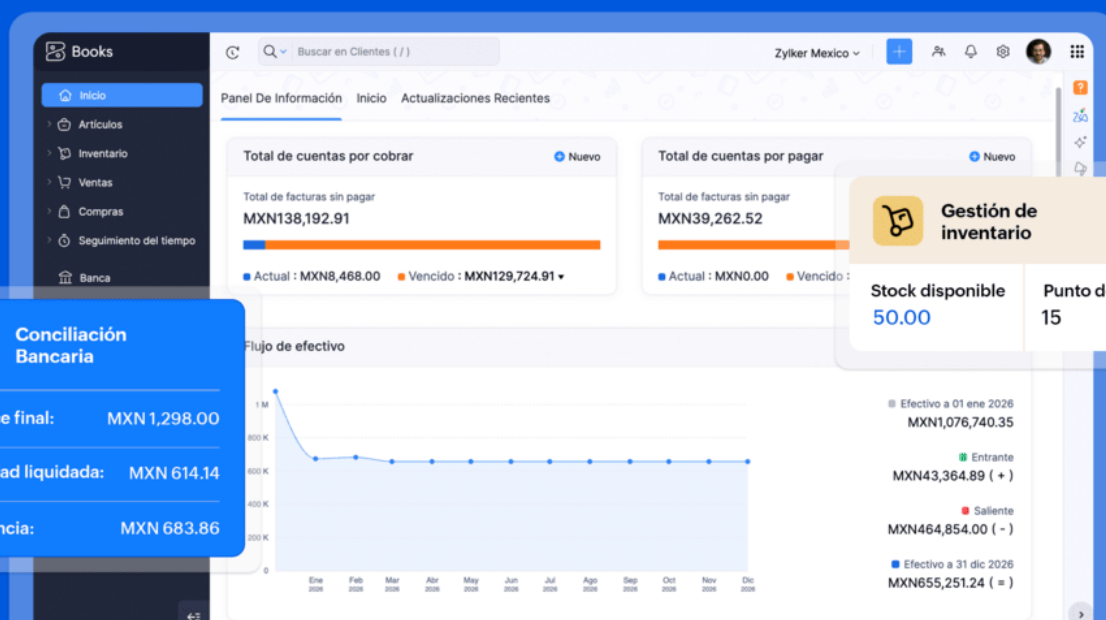 Books
Buscar en Clientes ( / )
Zylker Mexico
Inicio
Artículos
Inventario
Ventas
Compras
Seguimiento del tiempo
Banca
Panel De Información Inicio Actualizaciones Recientes
Total de cuentas por cobrar
Nuevo
Total de facturas sin pagar
MXN138,192.91
Actual : MXN8,468.00 Vencido : MXN129,724.91
Total de cuentas por pagar
Nuevo
Total de facturas sin pagar
MXN39,262.52
Actual : MXN0.00 Vencido :
Gestión de
inventario
Stock disponible
50.00
Punto d
15
Conciliación
Bancaria
e final: MXN 1,298.00
ad liquidada: MXN 614.14
ncia: MXN 683.86
Flujo de efectivo
1 M
800 K
600 K
400 K
200 K
0
Ene Feb Mar Abr May Jun Jul Ago Sep Oct Nov Dic
2026 2026 2026 2026 2026 2026 2026 2026 2026 2026 2026 2026
Efectivo a 01 ene 2026
MXN1,076,740.35
Entrante
MXN43,364.89 ( + )
Saliente
MXN464,854.00 ( - )
Efectivo a 31 dic 2026
MXN655,251.24 ( = )